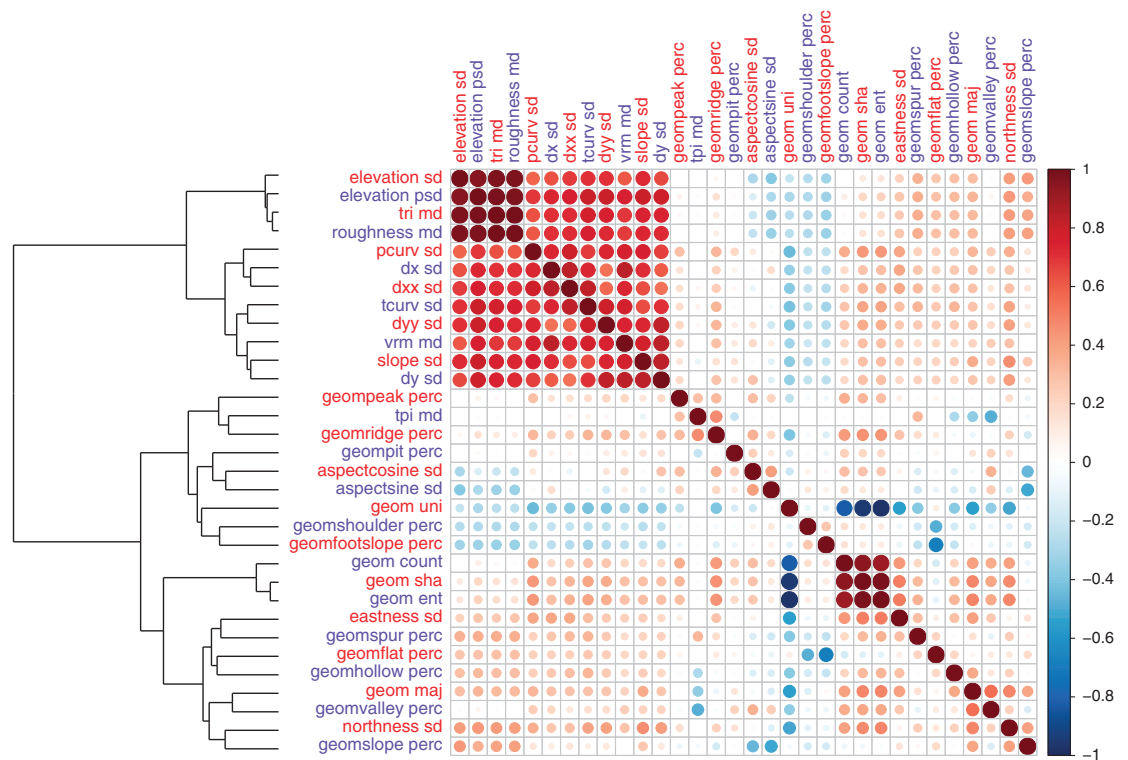 elevation sd
elevation psd
tri md
roughness md
pcurv sd
dx sd
dxx sd
tcurv sd
dyy sd
vrm md
slope sd
dy sd
geompeak perc
tpi md
geomridge perc
geompit perc
aspectcosine sd
aspectsine sd
geom uni
geomshoulder perc
geomfootslope perc
geom count
geom sha
geom ent
eastness sd
geomspur perc
geomflat perc
geomhollow perc
geom maj
geomvalley perc
northness sd
geomslope perc
elevation sd
elevation psd
tri md
roughness md
pcurv sd
dx sd
dxx sd
tcurv sd
dyy sd
vrm md
slope sd
dy sd
geompeak perc
tpi md
geomridge perc
geompit perc
aspectcosine sd
aspectsine sd
geom uni
geomshoulder perc
geomfootslope perc
geom count
geom sha
geom ent
eastness sd
geomspur perc
geomflat perc
geomhollow perc
geom maj
geomvalley perc
northness sd
geomslope perc
1
0.8
0.6
0.4
0.2
0
−0.2
−0.4
−0.6
−0.8
−1